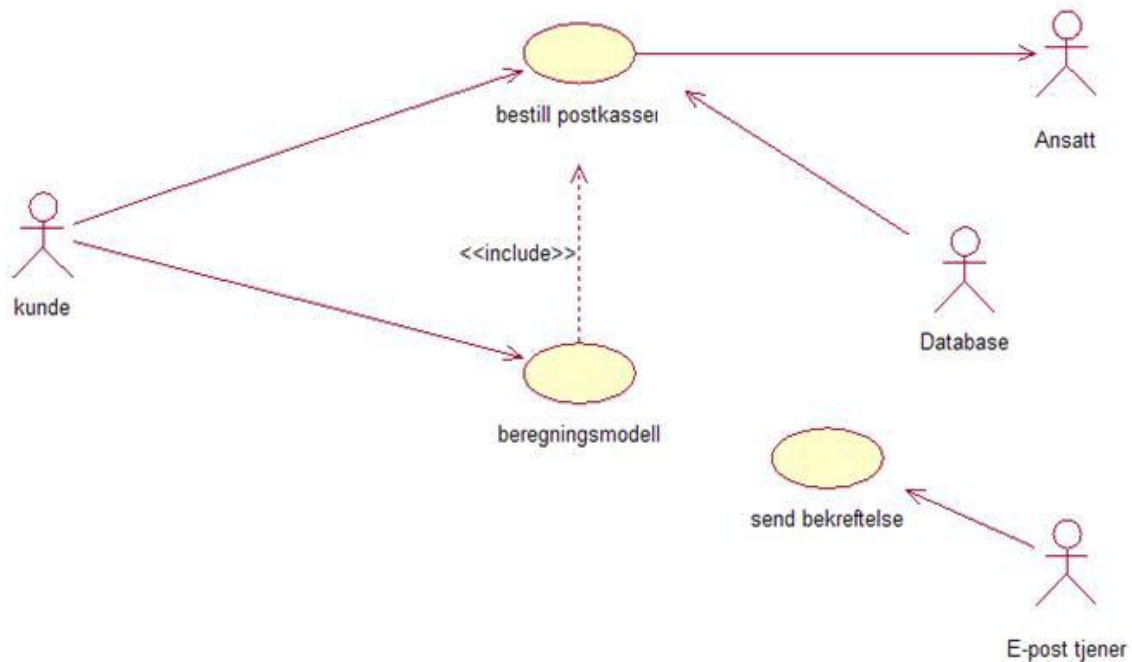 bestill postkasser
Ansatt
<<include>>
kunde
Database
beregningsmodell
send bekreftelse
E-post tjener